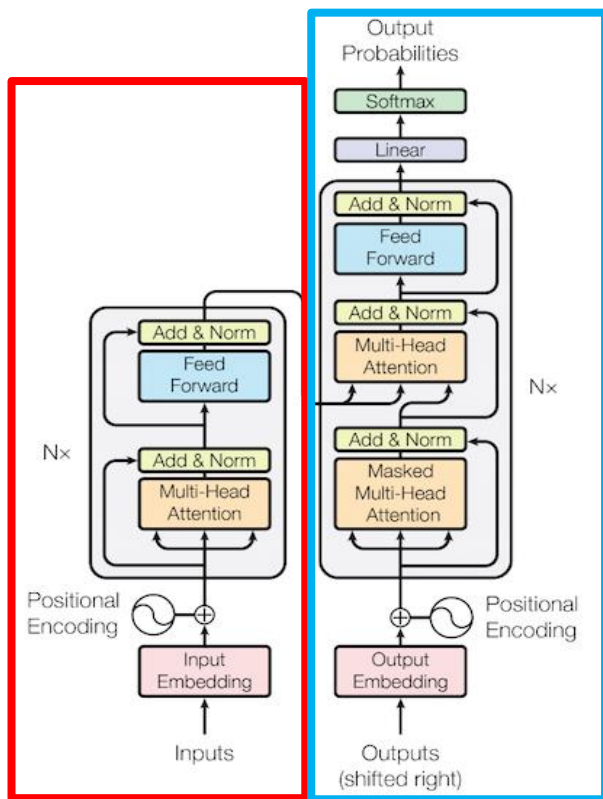 Output
Probabilities
Softmax
Linear
Add & Norm
Feed
Forward
Add & Norm
Multi-Head
Attention
Add & Norm
Masked
Multi-Head
Attention
Nx
Positional
Encoding
Output
Embedding
Outputs
(shifted right)
Add & Norm
Feed
Forward
Add & Norm
Multi-Head
Attention
Nx
Positional
Encoding
Input
Embedding
Inputs